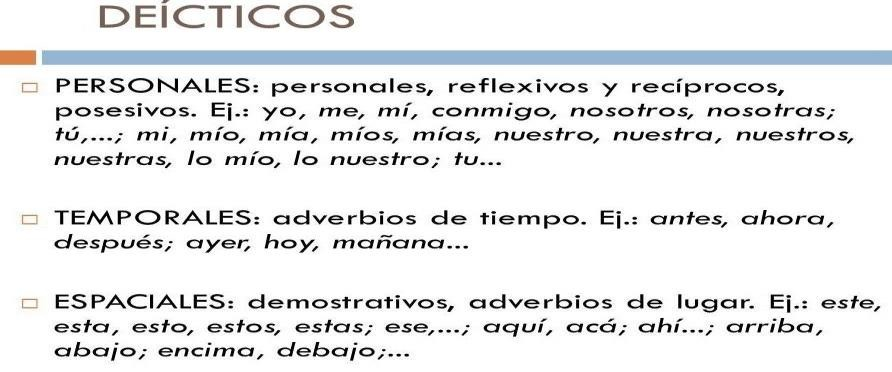 DEÍCTICOS
PERSONALES: personales, reflexivos y recíprocos,
posesivos. Ej.: yo, me, mí, conmigo, nosotros, nosotras;
tú,...; mi, mío, mía, míos, mías, nuestro, nuestra, nuestros,
nuestras, lo mío, lo nuestro; tu...
TEMPORALES: adverbios de tiempo. Ej.: antes, ahora,
después; ayer, hoy, mañana...
ESPACIALES: demostrativos, adverbios de lugar. Ej.: este,
esta, esto, estos, estas; ese,...; aquí, acá; ahí...; arriba,
abajo; encima, debajo;...